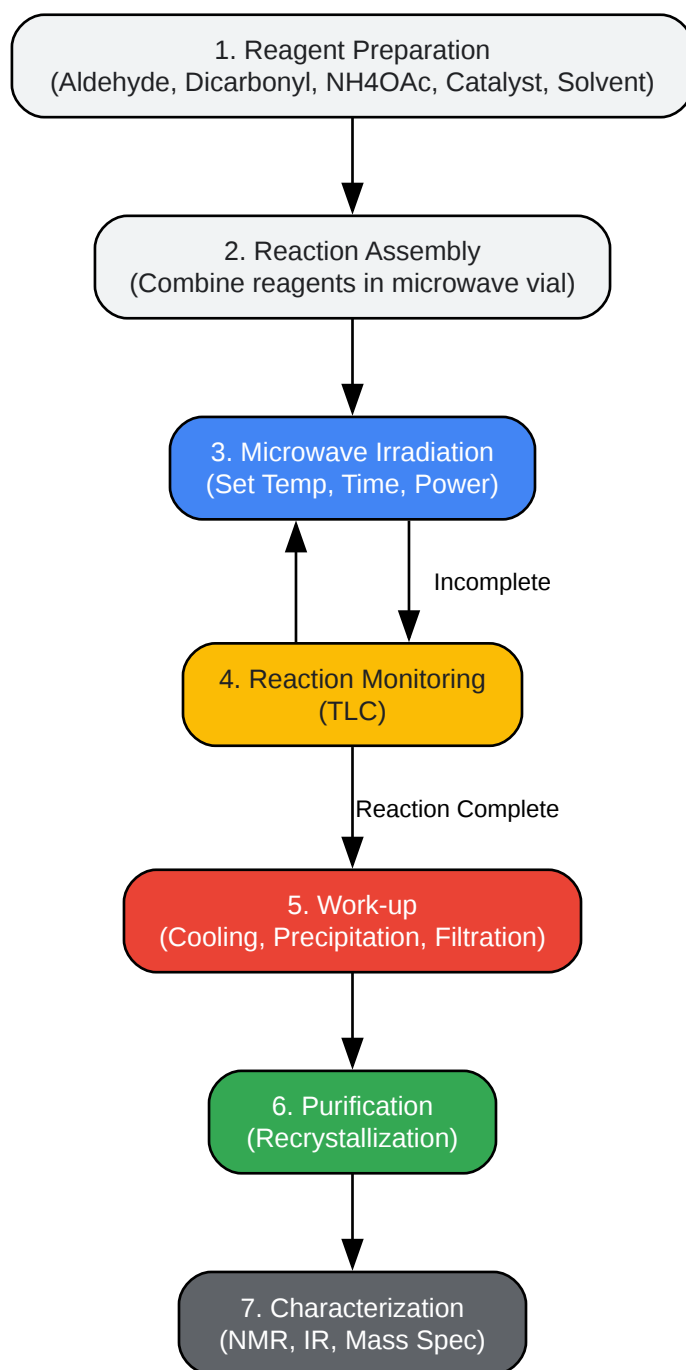 1. Reagent Preparation
(Aldehyde, Dicarbonyl, NH4OAc, Catalyst, Solvent)
2. Reaction Assembly
(Combine reagents in microwave vial)
3. Microwave Irradiation
(Set Temp, Time, Power)
Incomplete
4. Reaction Monitoring
(TLC)
Reaction Complete
5. Work-up
(Cooling, Precipitation, Filtration)
6. Purification
(Recrystallization)
7. Characterization
(NMR, IR, Mass Spec)